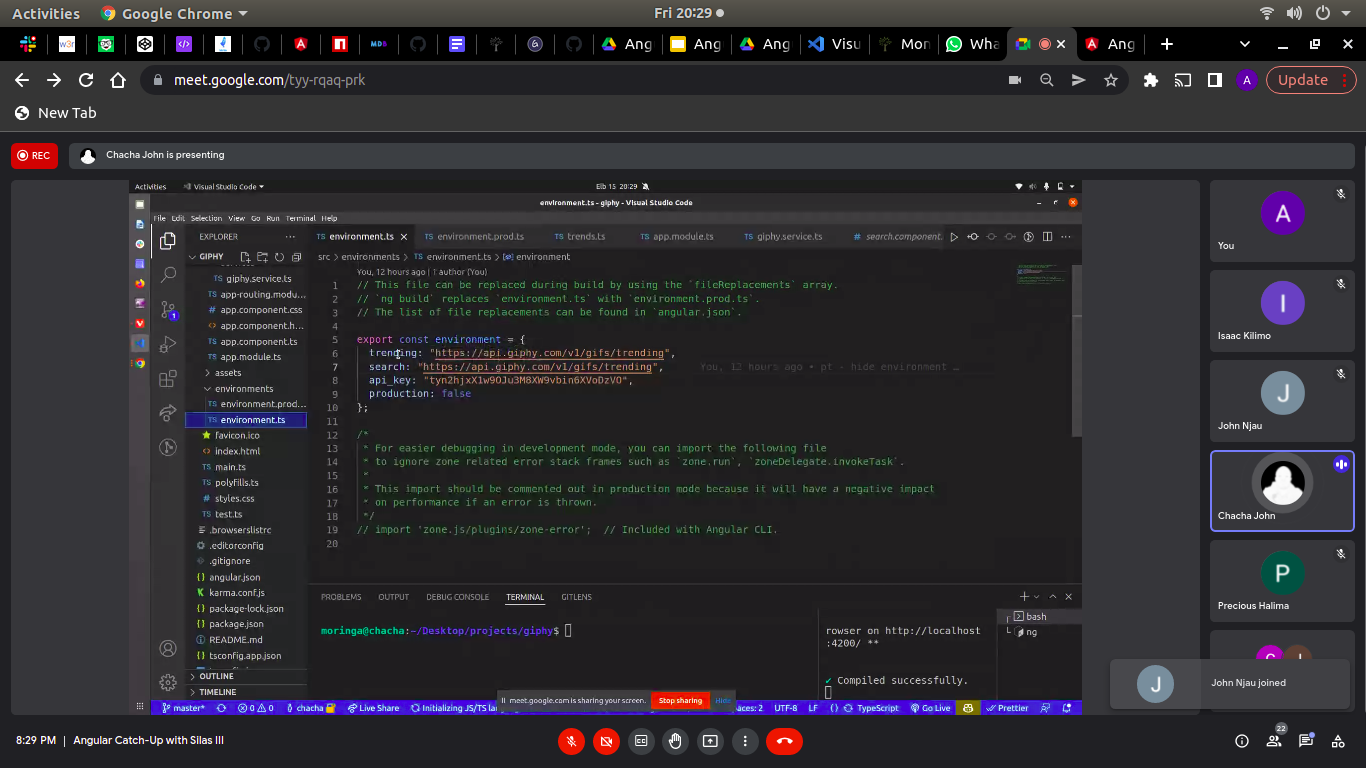 Activities
Google Chrome
Fri 20:29
Ang
Ang
Ang
Visu
Mon
Wha
Ang
meet.google.com/tyy-rqaq-prk
A
Update
New Tab
REC
Chacha John is presenting
Activities
Visual Studio Code
Elb 15 20:29
environment.ts - giphy - Visual Studio Code
File Edit Selection View Go Run Terminal Help
EXPLORER
environment.ts
environment.prod.ts
trends.ts
app.module.ts
giphy.service.ts
search.component.
GIPHY
src > environments > environment.ts > environment
giphy.service.ts
app-routing.modu...
app.component.css
app.component.h...
app.component.ts
app.module.ts
assets
environments
environment.prod...
environment.ts
favicon.ico
index.html
main.ts
polyfills.ts
styles.css
test.ts
.browserslistrc
.editorconfig
.gitignore
angular.json
karma.conf.js
package-lock.json
package.json
README.md
tsconfig.app.json
OUTLINE
TIMELINE
You, 12 hours ago | 1 author (You)
1 // This file can be replaced during build by using the `fileReplacements` array.
2 // `ng build` replaces `environment.ts` with `environment.prod.ts`.
3 // The list of file replacements can be found in `angular.json`.
4
5 export const environment = {
6 trending: "https://api.giphy.com/v1/gifs/trending",
7 search: "https://api.giphy.com/v1/gifs/trending", You, 12 hours ago • pt - hide environment …
8 api_key: "tyn2hjxX1w9OJu3M8XW9vbin6XVoDzVO",
9 production: false
10 };
11
12 /*
13 * For easier debugging in development mode, you can import the following file
14 * to ignore zone related error stack frames such as `zone.run`, `zoneDelegate.invokeTask`.
15 *
16 * This import should be commented out in production mode because it will have a negative impact
17 * on performance if an error is thrown.
18 */
19 // import 'zone.js/plugins/zone-error'; // Included with Angular CLI.
20
PROBLEMS OUTPUT DEBUG CONSOLE TERMINAL GITLENS
moringa@chacha:~/Desktop/projects/giphy$
rowser on http://localhost
:4200/ **
✔ Compiled successfully.
bash
ng
meet.google.com is sharing your screen.
Stop sharing
Hide
master*
0 0
chacha
Live Share
Initializing JS/TS lang
paces: 2
UTF-8
LF
{} TypeScript
Go Live
Prettier
A
You
I
Isaac Kilimo
J
John Njau
Chacha John
P
Precious Halima
J
John Njau joined
8:29 PM | Angular Catch-Up with Silas III
22